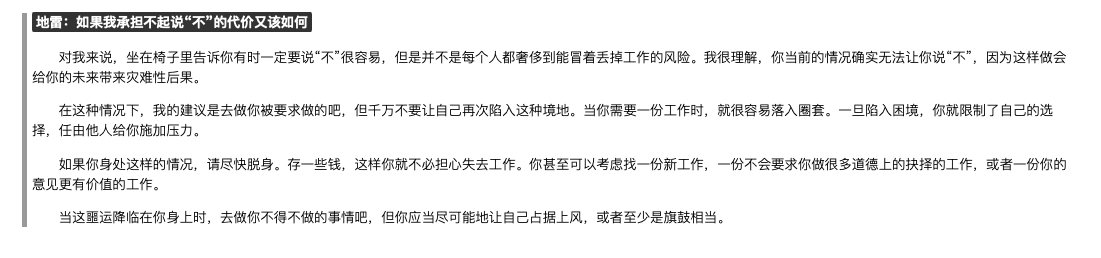 地雷：如果我承担不起说“不”的代价又该如何
对我来说，坐在椅子里告诉你有时一定要说“不”很容易，但是并不是每个人都奢侈到能冒着丢掉工作的风险。我很理解，你当前的情况确实无法让你说“不”，因为这样做会
给你的未来带来灾难性后果。
在这种情况下，我的建议是去做你被要求做的吧，但千万不要让自己再次陷入这种境地。当你需要一份工作时，就很容易落入圈套。一旦陷入困境，你就限制了自己的选
择，任由他人给你施加压力。
如果你身处这样的情况，请尽快脱身。存一些钱，这样你就不必担心失去工作。你甚至可以考虑找一份新工作，一份不会要求你做很多道德上的抉择的工作，或者一份你的
意见更有价值的工作。
当这噩运降临在你身上时，去做你不得不做的事情吧，但你应当尽可能地让自己占据上风，或者至少是旗鼓相当。